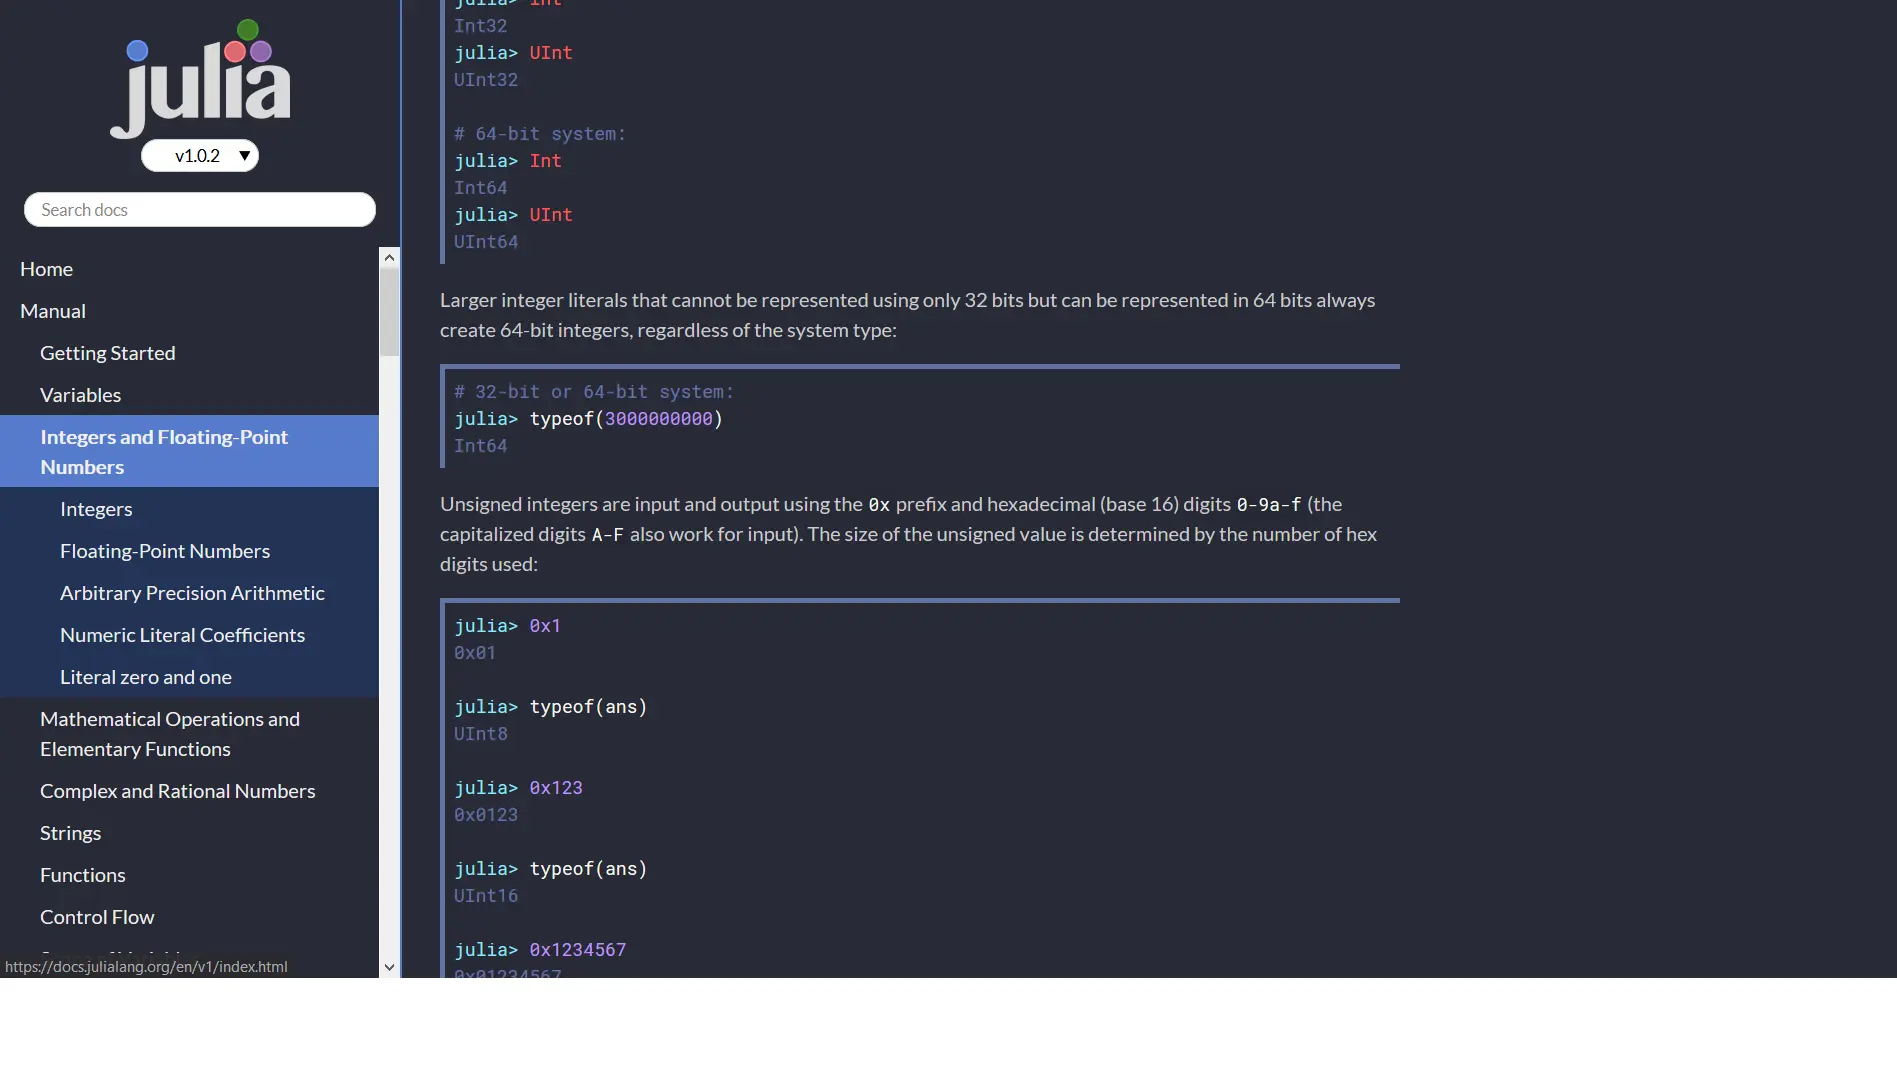 julia
v1.0.2 ▼
Search docs
Home
Manual
Getting Started
Variables
Integers and Floating-Point
Numbers
Integers
Floating-Point Numbers
Arbitrary Precision Arithmetic
Numeric Literal Coefficients
Literal zero and one
Mathematical Operations and
Elementary Functions
Complex and Rational Numbers
Strings
Functions
Control Flow
https://docs.julialang.org/en/v1/index.html
julia> Int
Int32
julia> UInt
UInt32
# 64-bit system:
julia> Int
Int64
julia> UInt
UInt64
Larger integer literals that cannot be represented using only 32 bits but can be represented in 64 bits always
create 64-bit integers, regardless of the system type:
# 32-bit or 64-bit system:
julia> typeof(3000000000)
Int64
Unsigned integers are input and output using the 0x prefix and hexadecimal (base 16) digits 0-9a-f (the
capitalized digits A-F also work for input). The size of the unsigned value is determined by the number of hex
digits used:
julia> 0x1
0x01
julia> typeof(ans)
UInt8
julia> 0x123
0x0123
julia> typeof(ans)
UInt16
julia> 0x1234567
0x01234567